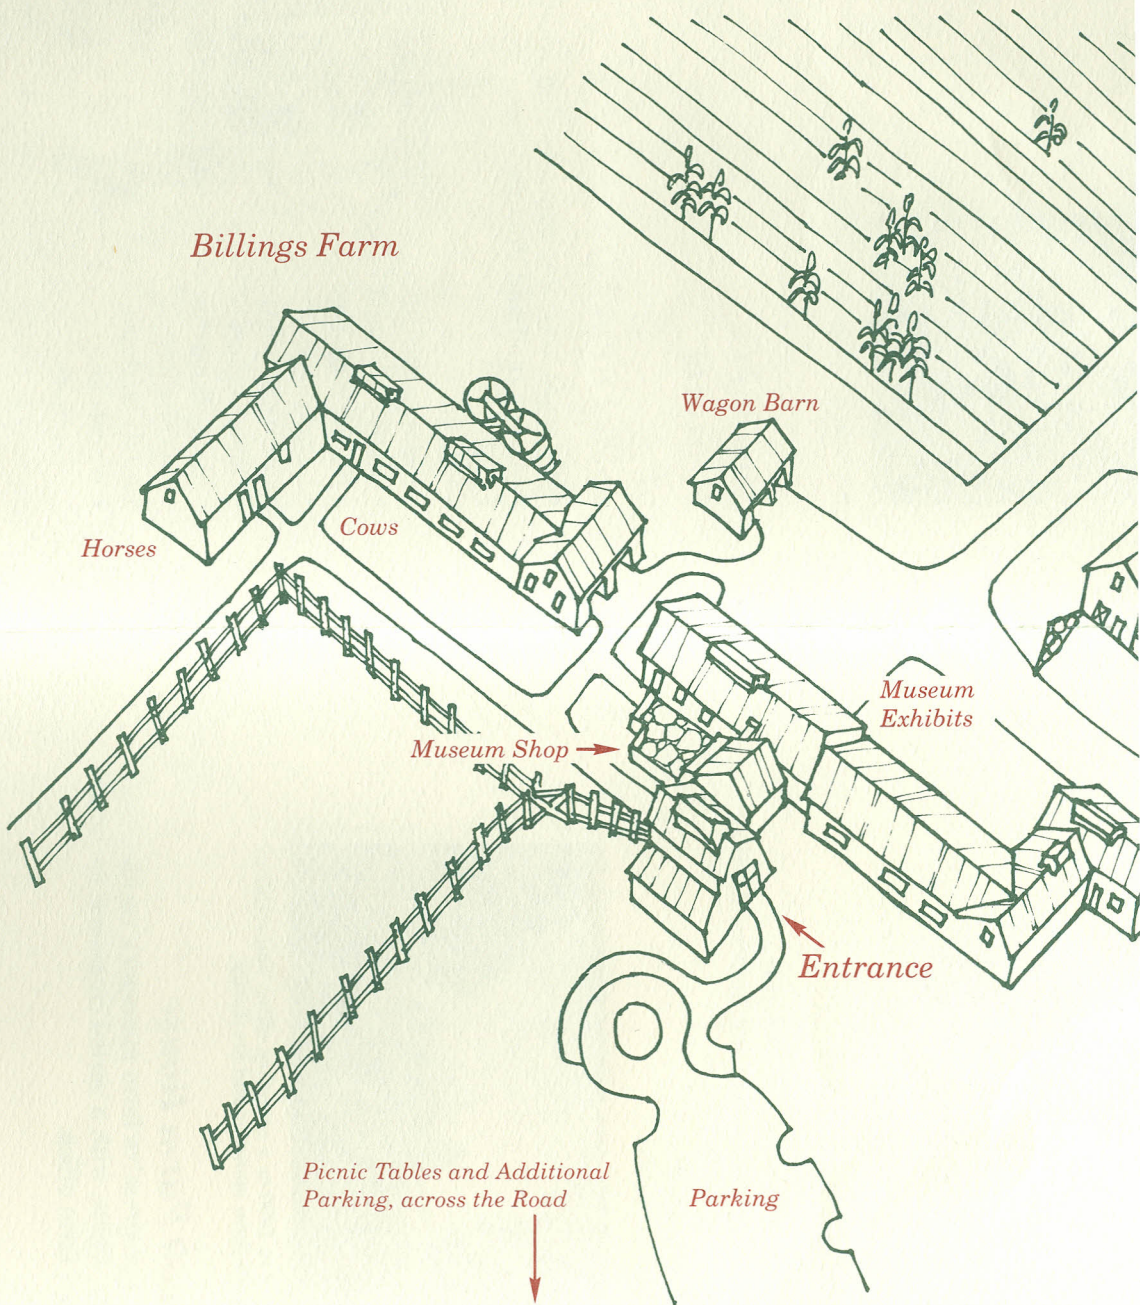 Billings Farm
Wagon Barn
Cows
Horses
Museum
Exhibits
Museum Shop
Entrance
Picnic Tables and Additional
Parking, across the Road
Parking